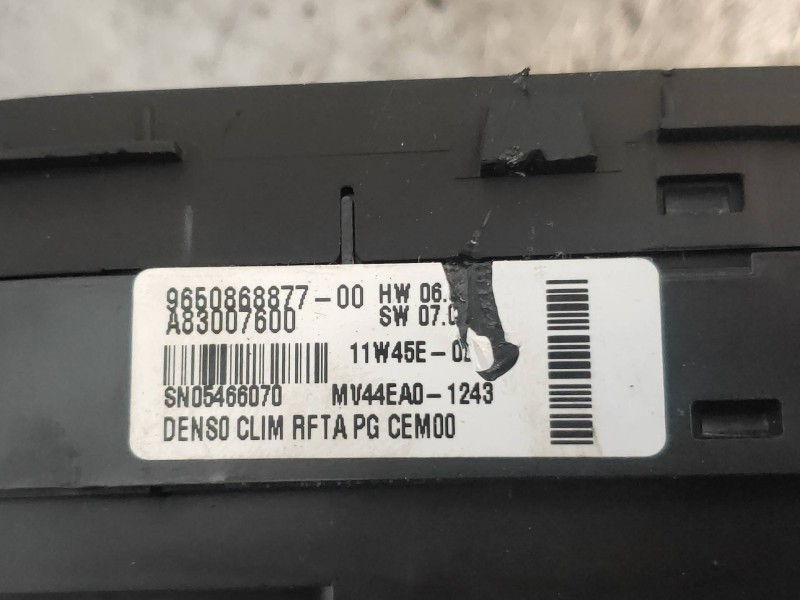 9650868877-00 HW 06.
A83007600 SW 07.
11W45E-0
SN05466070 MV44EA0-1243
DENSO CLIM RFTA PG CEM00